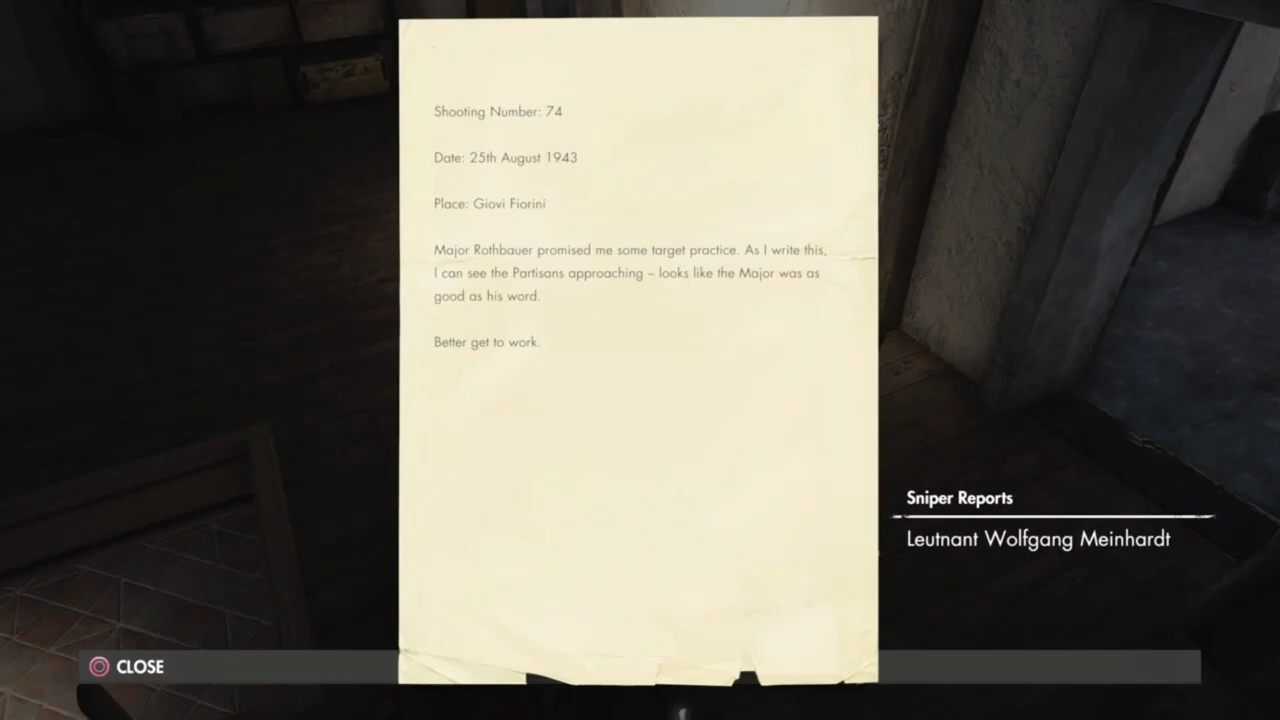 Shooting Number: 74
Date: 25th August 1943
Place: Giovi Fiorini
Major Rothbauer promised me some target practice. As I write this,
I can see the Partisans approaching – looks like the Major was as
good as his word.
Better get to work.
Sniper Reports
Leutnant Wolfgang Meinhardt
CLOSE